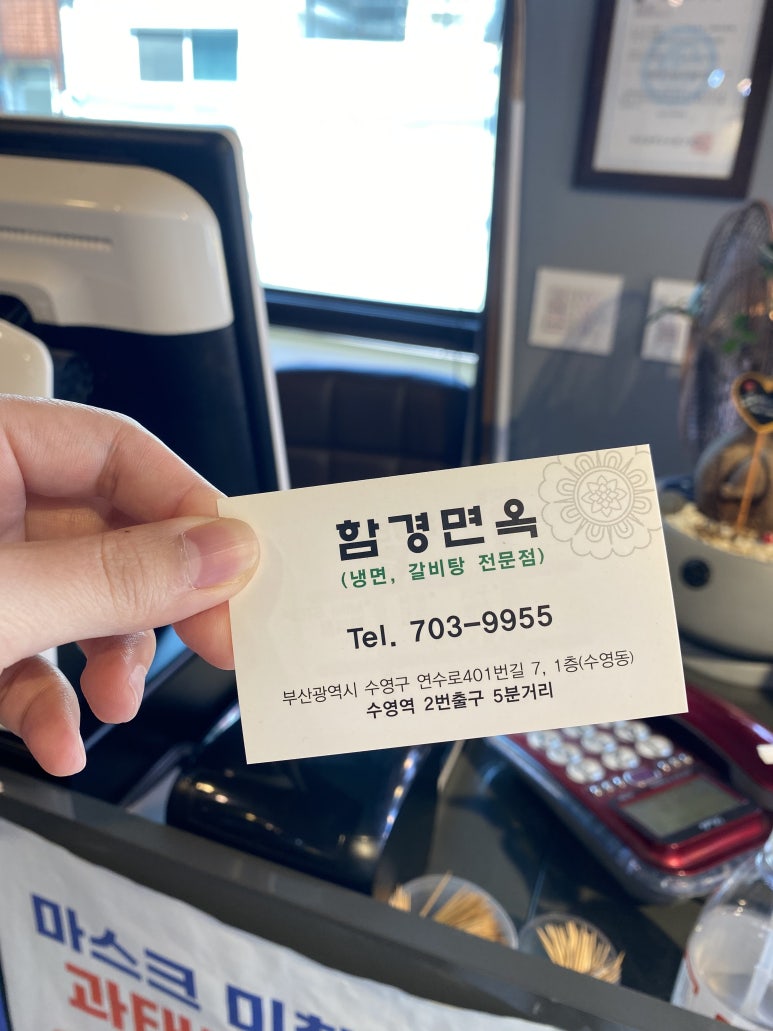 함경면옥
(냉면, 갈비탕 전문점)
Tel. 703-9955
부산광역시 수영구 연수로401번길 7, 1층(수영동)
수영역 2번출구 5분거리
마스크